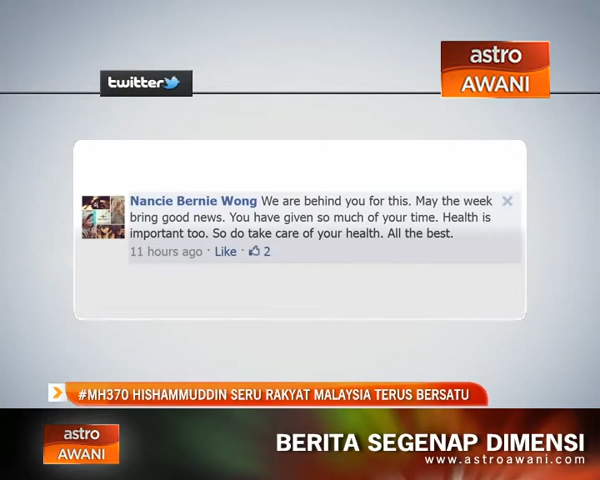 astro
AWANI
twitter
Nancie Bernie Wong We are behind you for this. May the week
bring good news. You have given so much of your time. Health is
important too. So do take care of your health. All the best.
11 hours ago · Like · 2
#MH370 HISHAMMUDDIN SERU RAKYAT MALAYSIA TERUS BERSATU
astro
AWANI
BERITA SEGENAP DIMENSI
www.astroawani.com